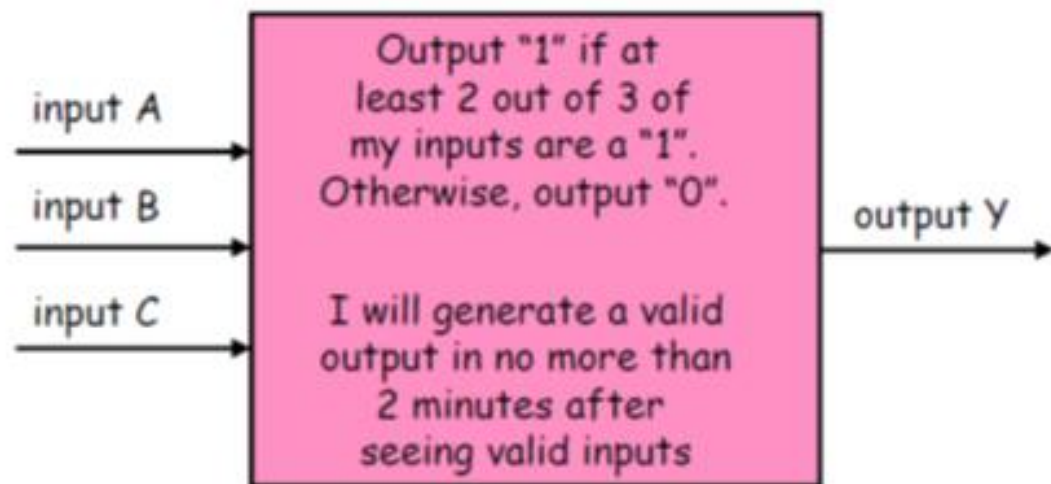 input A
input B
input C
Output “1” if at
least 2 out of 3 of
my inputs are a “1”.
Otherwise, output “0”.
I will generate a valid
output in no more than
2 minutes after
seeing valid inputs
output Y